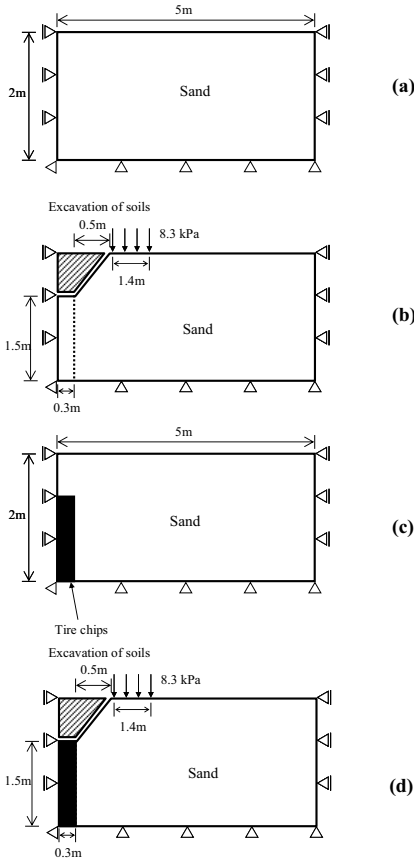 5m
2m
Sand
(a)
Excavation of soils
0.5m
8.3 kPa
1.4m
1.5m
Sand
(b)
0.3m
5m
2m
Sand
(c)
Tire chips
Excavation of soils
0.5m
8.3 kPa
1.4m
1.5m
Sand
(d)
0.3m